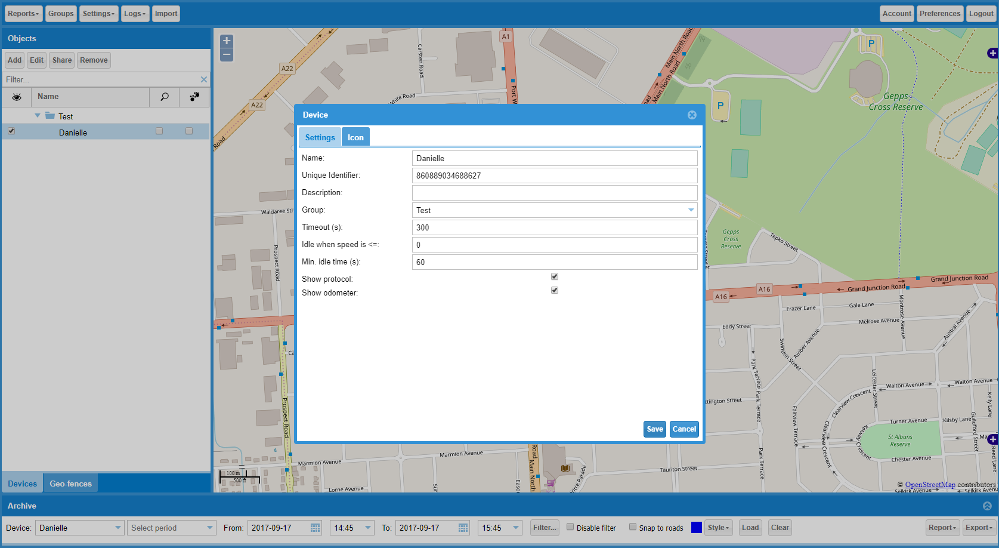 Reports
Groups
Settings
Logs
Import
Account
Preferences
Logout
Objects
Add
Edit
Share
Remove
Filter...
Name
Test
Danielle
Devices
Geo-fences
Device
Settings
Icon
Name:
Danielle
Unique Identifier:
860889034688627
Description:
Group:
Test
Timeout (s):
300
Idle when speed is <=:
0
Min. idle time (s):
60
Show protocol:
Show odometer:
Save
Cancel
+
−
A22
A22
A1
Carsten Road
White Road
Port W
Road
Main North Road
Main North Road
P
P
Gepps
Cross Reserve
Gepps
Cross
Reserve
Tepko Street
Waldaree Str
Prospect Road
Prospect Road
A16
A16
Grand Junction Road
Grand Junction Road
Frazer Lane
Gale Lane
Montrose Avenue
Melrose Avenue
Austral Avenue
Eddy Street
Amber Avenue
Swindon Street
Park Terrace
Park Terrace
Park Terrace
Leicester Street
Walton Avenue
Walton Avenue
Clearview Crescent
Clearview Crescent
Kelly Lane
ttington Street
Fairview Terrace
Turner Avenue
Kilsby Lane
Guildford Street
Kelway Crescent
St Albans
Reserve
Reed Lane
Chester Avenue
Marmion Avenue
Marmion Avenue
Road
Main North
Taunton Street
ntre Parade
Lorne Avenue
Selkirk Avenue
Selkirk Avenue
100 m
500 ft
© OpenStreetMap contributors
Archive
Device:
Danielle
Select period
From:
2017-09-17
14:45
To:
2017-09-17
15:45
Filter...
Disable filter
Snap to roads
Style
Load
Clear
Report
Export